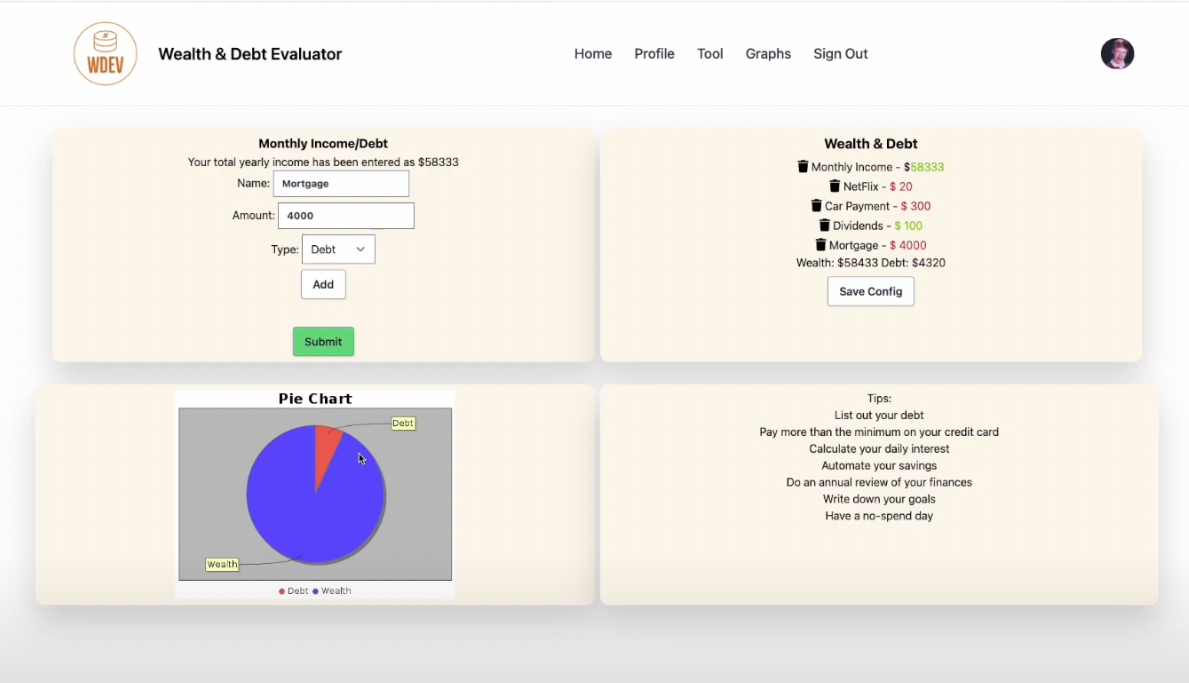 WDEV
Wealth & Debt Evaluator
Home Profile Tool Graphs Sign Out
Monthly Income/Debt
Your total yearly income has been entered as $58333
Name: Mortgage
Amount: 4000
Type: Debt
Add
Submit
Wealth & Debt
Monthly Income - $58333
NetFlix - $ 20
Car Payment - $ 300
Dividends - $ 100
Mortgage - $ 4000
Wealth: $58433 Debt: $4320
Save Config
Pie Chart
Debt
Wealth
Debt Wealth
Tips:
List out your debt
Pay more than the minimum on your credit card
Calculate your daily interest
Automate your savings
Do an annual review of your finances
Write down your goals
Have a no-spend day